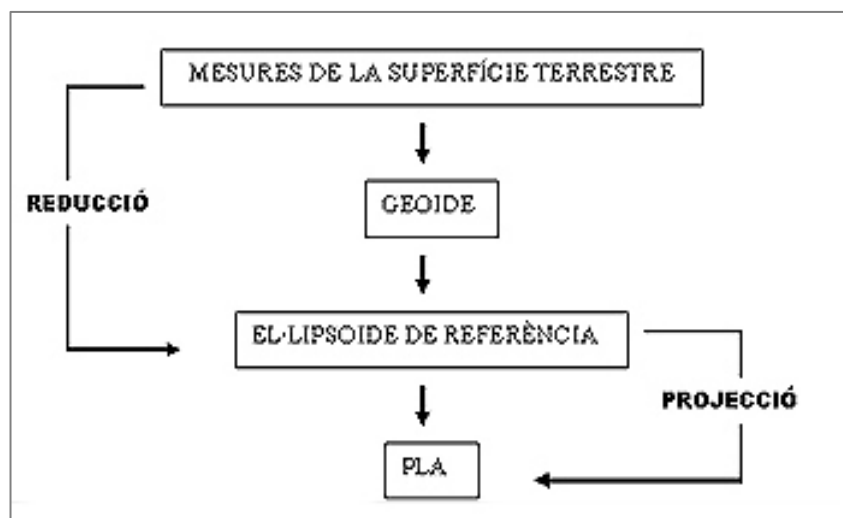 MESURES DE LA SUPERFÍCIE TERRESTRE
REDUCCIÓ
GEOIDE
EL·LIPSOIDE DE REFERÈNCIA
PROJECCIÓ
PLA